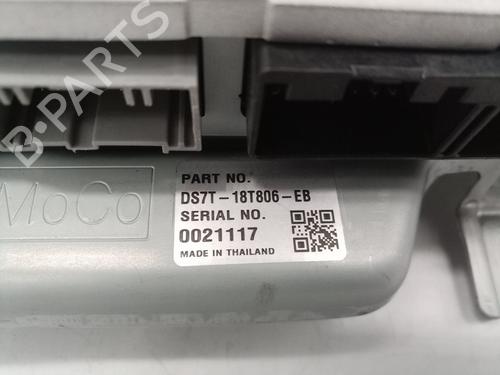 B-PARTS
MoCo
PART NO.
DS7T-18T806-EB
SERIAL NO.
0021117
MADE IN THAILAND